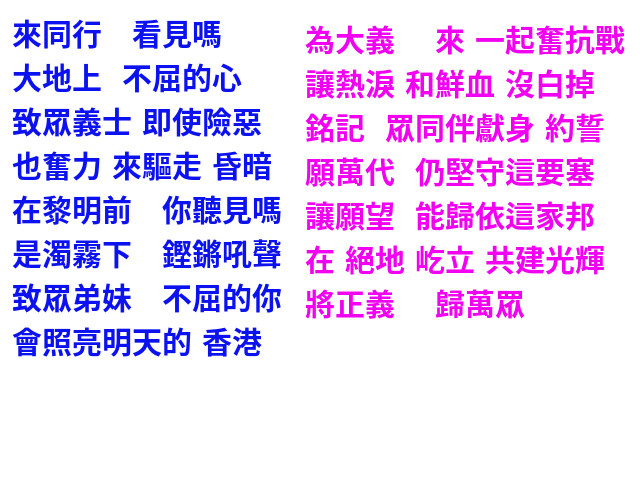 來同行 看見嗎
大地上 不屈的心
致眾義士 即使險惡
也奮力 來驅走 昏暗
在黎明前 你聽見嗎
是濁霧下 鏗鏘吼聲
致眾弟妹 不屈的你
會照亮明天的 香港
為大義 來 一起奮抗戰
讓熱淚 和鮮血 沒白掉
銘記 眾同伴獻身 約誓
願萬代 仍堅守這要塞
讓願望 能歸依這家邦
在 絕地 屹立 共建光輝
將正義 歸萬眾